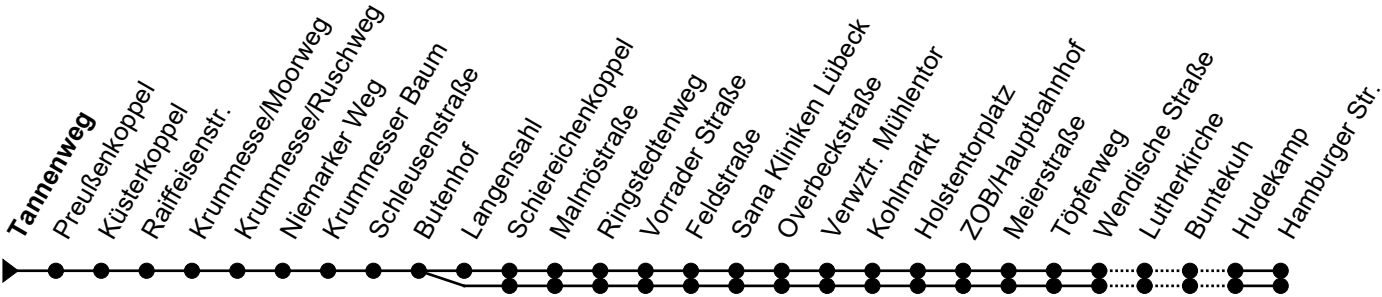 Tannenweg
Preußenkoppel
Küsterkoppel
Raiffeisenstr.
Krummesse/Moorweg
Krummesse/Ruschweg
Niemarker Weg
Krummesser Baum
Schleusenstraße
Butenhof
Langensahl
Schiereichenkoppel
Malmöstraße
Ringstedtenweg
Vorrader Straße
Feldstraße
Sana Kliniken Lübeck
Overbeckstraße
Verwztr. Mühlentor
Kohlmarkt
Holstentorplatz
ZOB/Hauptbahnhof
Meierstraße
Töpferweg
Wendische Straße
Lutherkirche
Buntekuh
Hudekamp
Hamburger Str.